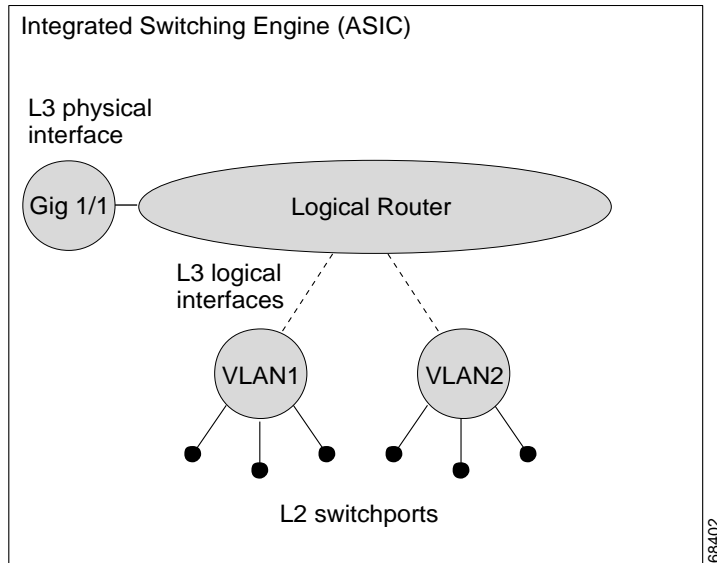 Integrated Switching Engine (ASIC)
L3 physical
interface
Gig 1/1
Logical Router
L3 logical
interfaces
VLAN1
VLAN2
L2 switchports
68402